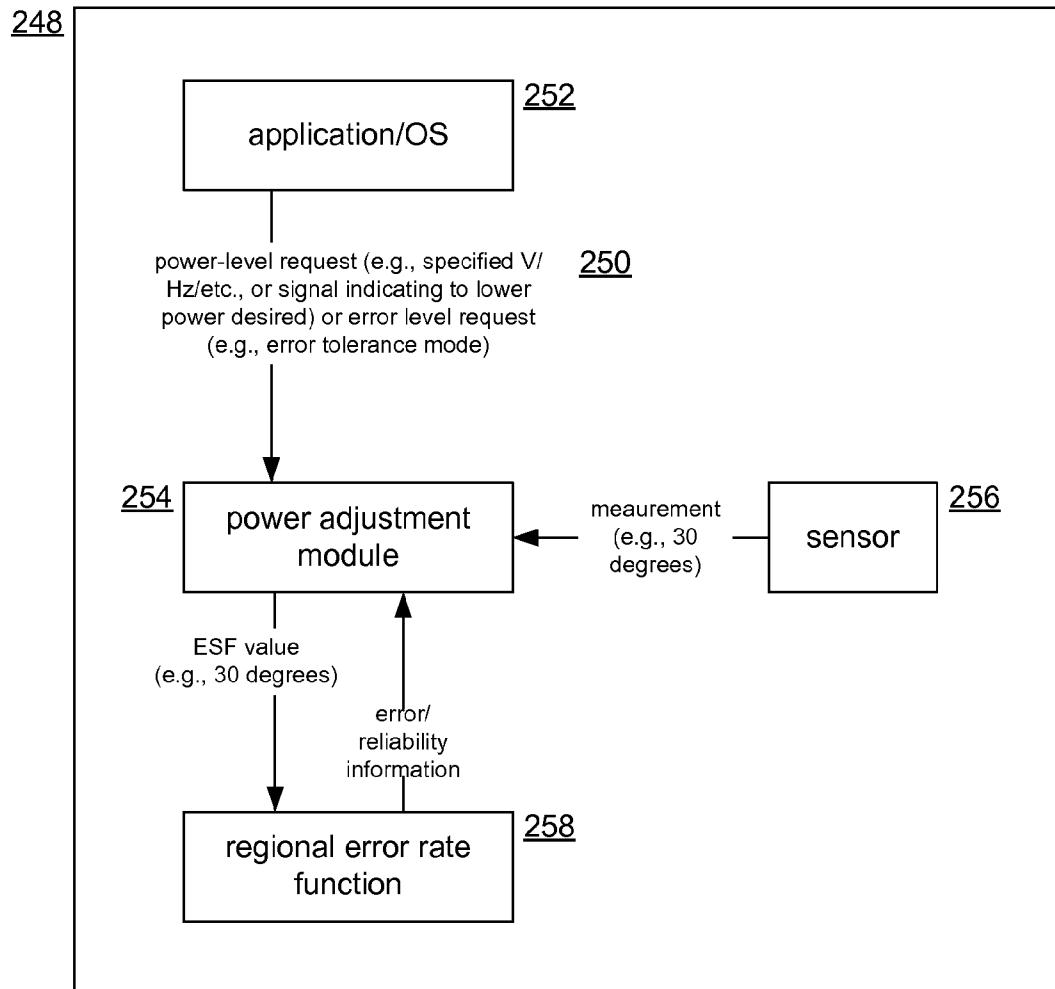 248
252
application/OS
power-level request (e.g., specified V/
Hz/etc., or signal indicating to lower
power desired) or error level request
(e.g., error tolerance mode)
250
254
power adjustment
module
meaurement
(e.g., 30
degrees)
256
sensor
ESF value
(e.g., 30 degrees)
error/
reliability
information
258
regional error rate
function